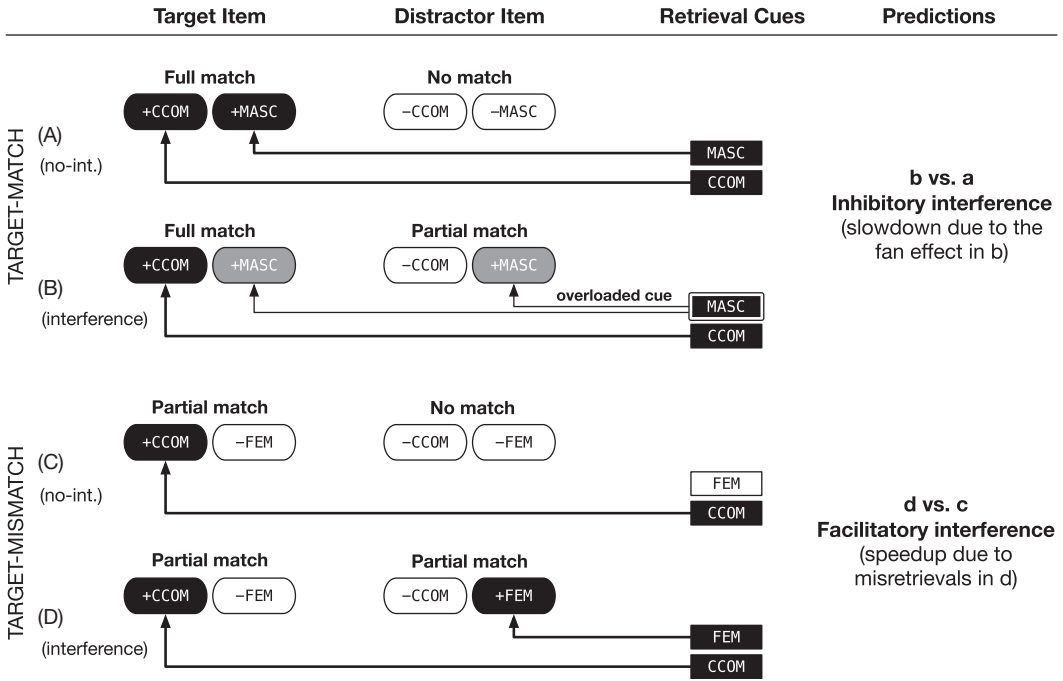 Target Item Distractor Item Retrieval Cues Predictions
TARGET-MATCH
Full match No match
(A) +CCOM +MASC −CCOM −MASC
(no-int.) MASC
CCOM
b vs. a
Inhibitory interference
(slowdown due to the
fan effect in b)
Full match Partial match
(B) +CCOM +MASC −CCOM +MASC
overloaded cue
(interference) MASC
CCOM
TARGET-MISMATCH
Partial match No match
(C) +CCOM −FEM −CCOM −FEM
(no-int.) FEM
CCOM
d vs. c
Facilitatory interference
(speedup due to
misretrievals in d)
Partial match Partial match
(D) +CCOM −FEM −CCOM +FEM
(interference) FEM
CCOM